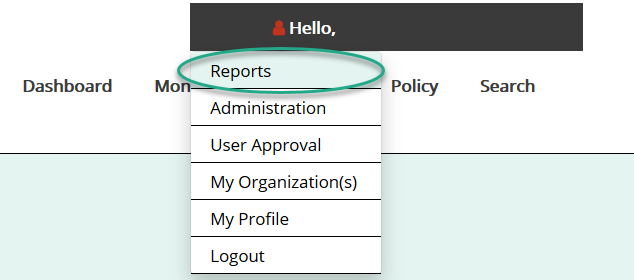 Hello,
Reports
Dashboard Mon Policy Search
Administration
User Approval
My Organization(s)
My Profile
Logout